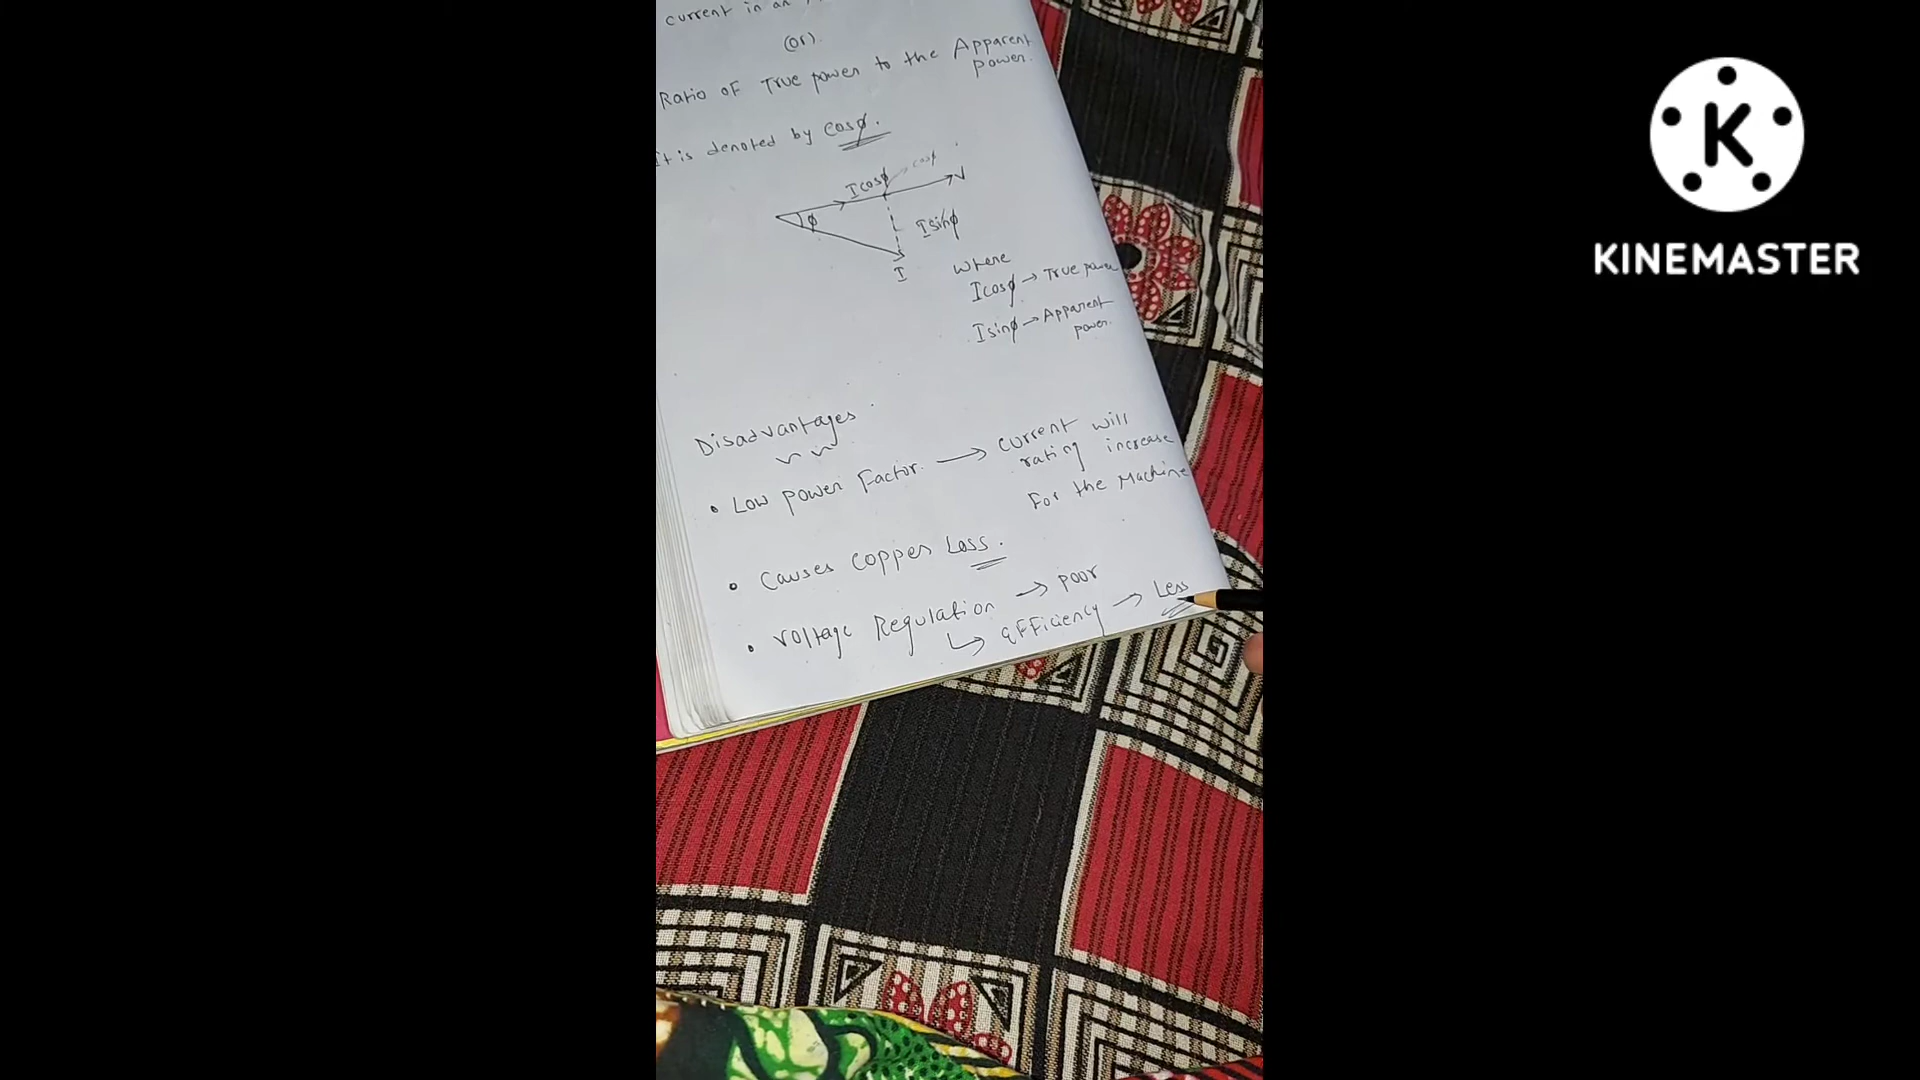 current in an
(or).
Ratio of True power to the Apparent
power.
It is denoted by cosϕ.
cosϕ
Icosϕ
V
ϕ
Isinϕ
I
where
Icosϕ → True power
Isinϕ → Apparent
power.
Disadvantages
• Low power Factor. → current will
rating increase
For the Machine
• Causes copper Loss.
• Voltage Regulation → poor
↳ efficiency → Less
K
KINEMASTER